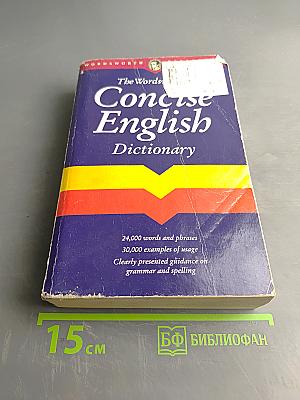 WORDSWORTH
The Words
Concise
English
Dictionary
24,000 words and phrases
30,000 examples of usage
Clearly presented guidance on
grammar and spelling
15 см
БФ БИБЛИОФАН